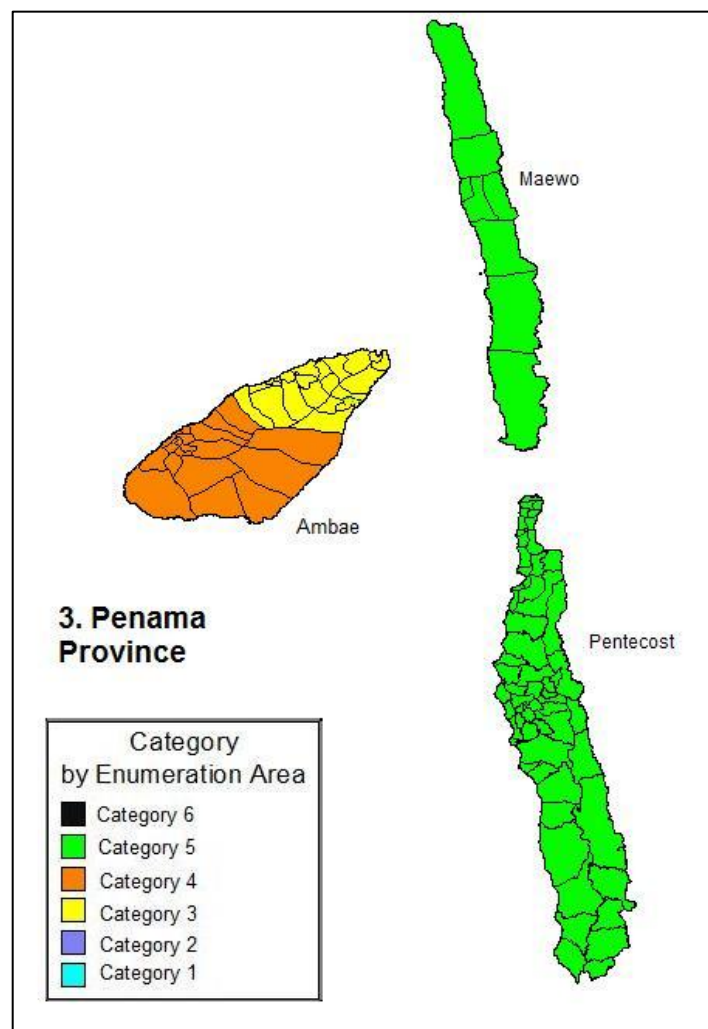 Maewo
Ambae
3. Penama
Province
Pentecost
Category
by Enumeration Area
Category 6
Category 5
Category 4
Category 3
Category 2
Category 1